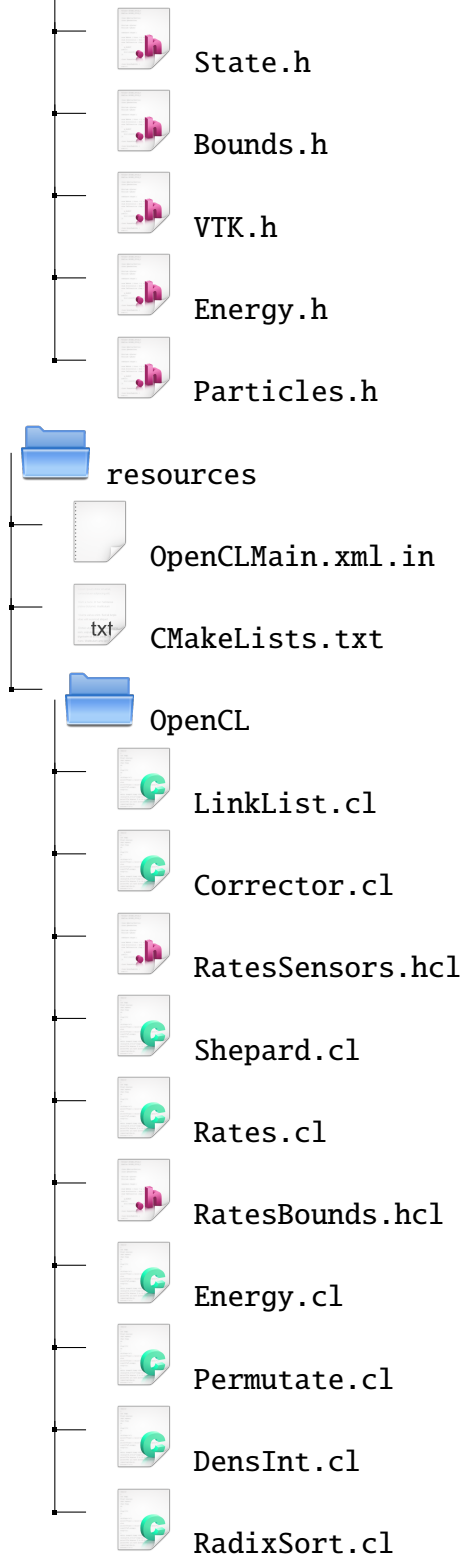 State.h
Bounds.h
VTK.h
Energy.h
Particles.h
resources
OpenCLMain.xml.in
txt
CMakeLists.txt
OpenCL
LinkList.cl
Corrector.cl
RatesSensors.hcl
Shepard.cl
Rates.cl
RatesBounds.hcl
Energy.cl
Permutate.cl
DensInt.cl
RadixSort.cl